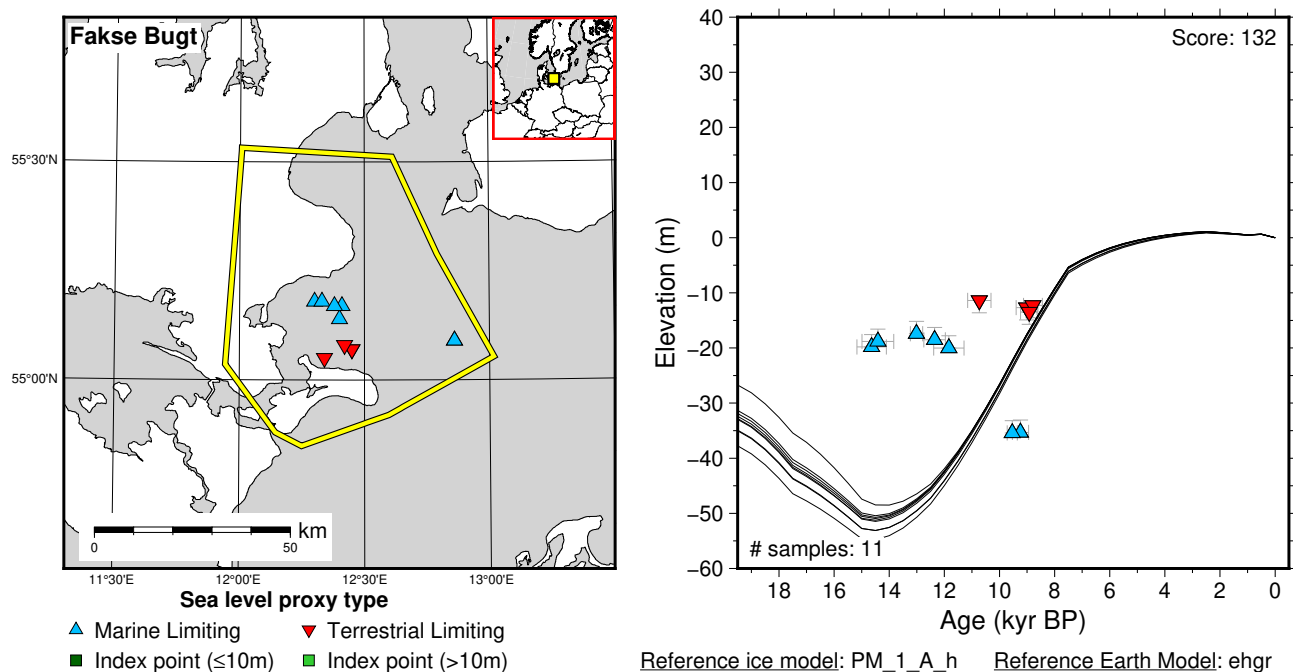 Fakse Bugt
55°30'N
55°00'N
km
0 50
11°30'E 12°00'E 12°30'E 13°00'E
Sea level proxy type
Marine Limiting Terrestrial Limiting
Index point (≤10m) Index point (>10m)
Score: 132
40
30
20
10
0
−10
−20
−30
−40
−50
−60
Elevation (m)
# samples: 11
18 16 14 12 10 8 6 4 2 0
Age (kyr BP)
Reference ice model: PM_1_A_h Reference Earth Model: ehgr